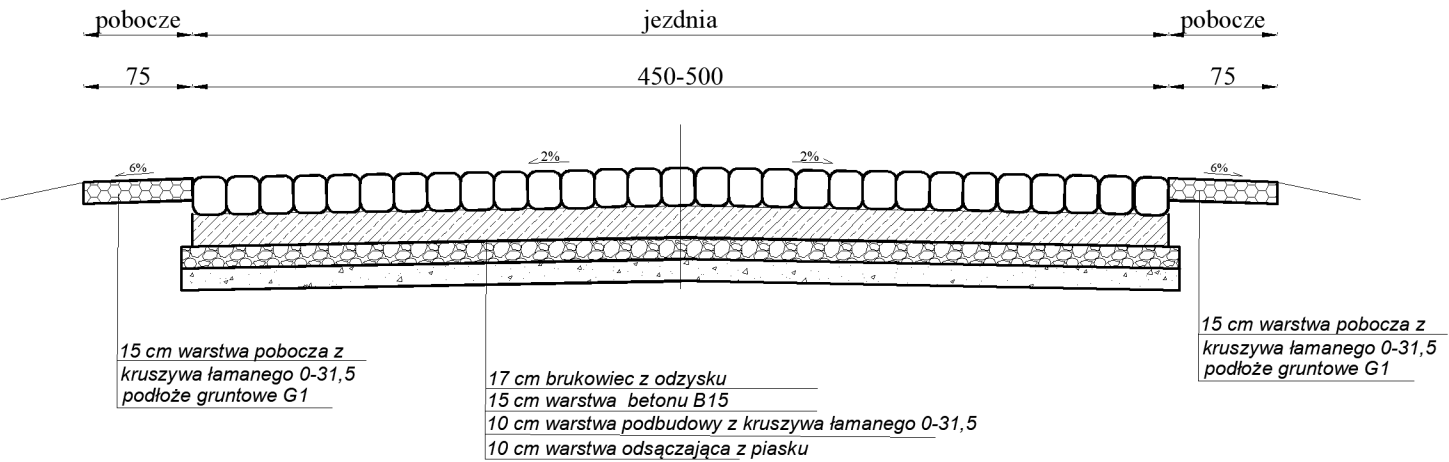 pobocze jezdnia pobocze
75 450-500 75
6% 2% 2% 6%
15 cm warstwa pobocza z
kruszywa łamanego 0-31,5
podłoże gruntowe G1
17 cm brukowiec z odzysku
15 cm warstwa betonu B15
10 cm warstwa podbudowy z kruszywa łamanego 0-31,5
10 cm warstwa odsączająca z piasku
15 cm warstwa pobocza z
kruszywa łamanego 0-31,5
podłoże gruntowe G1